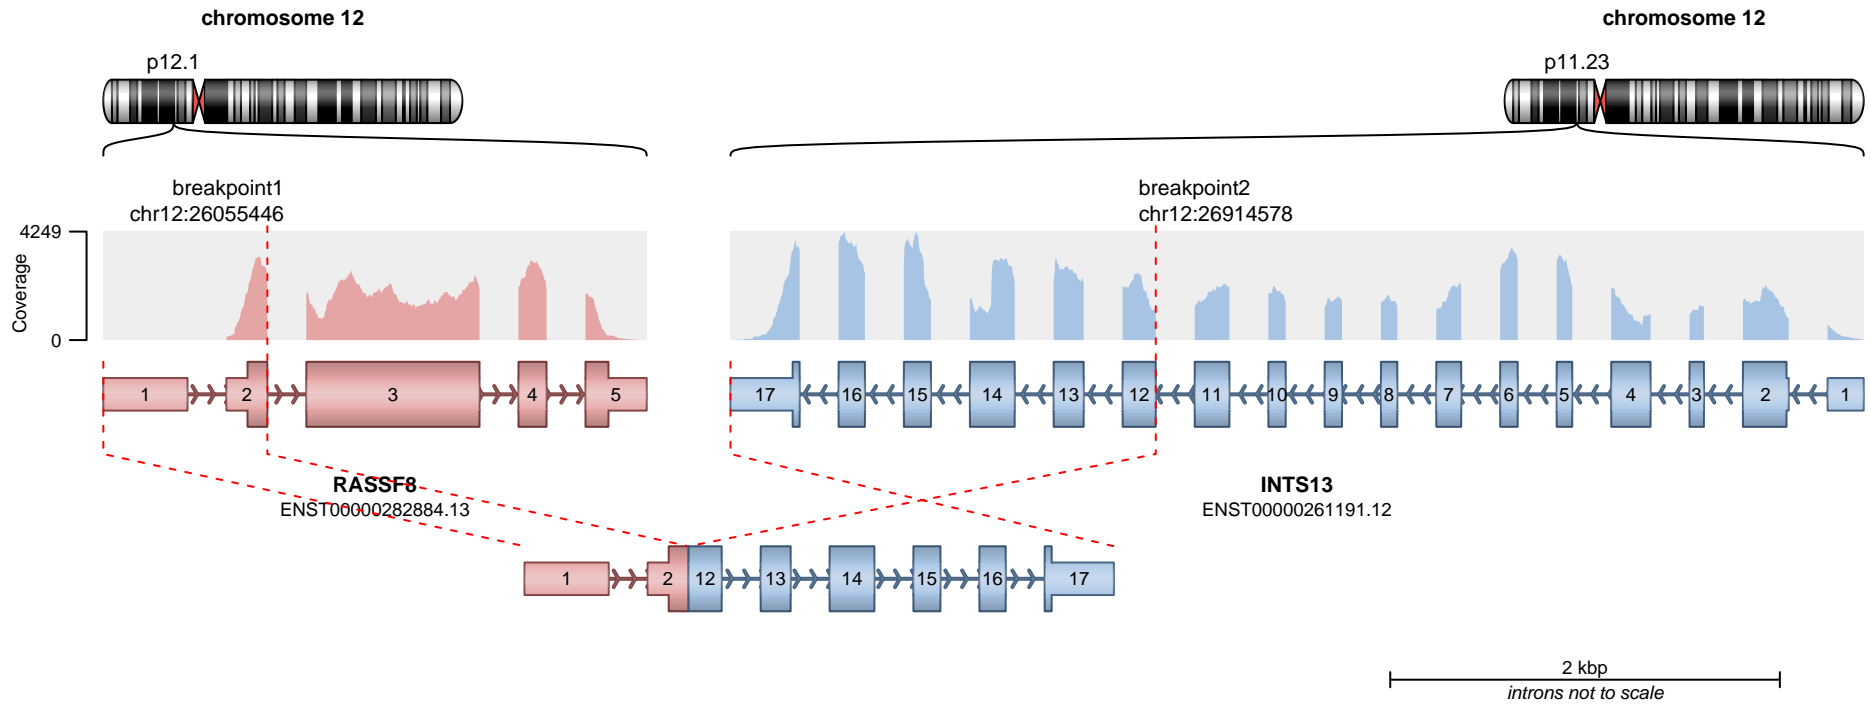 chromosome 12
chromosome 12
p12.1
p11.23
breakpoint1
chr12:26055446
breakpoint2
chr12:26914578
4249
Coverage
0
1 2 3 4 5
17 16 15 14 13 12 11 10 9 8 7 6 5 4 3 2 1
RASSF8
ENST00000282884.13
INTS13
ENST00000261191.12
1 2 12 13 14 15 16 17
2 kbp
introns not to scale